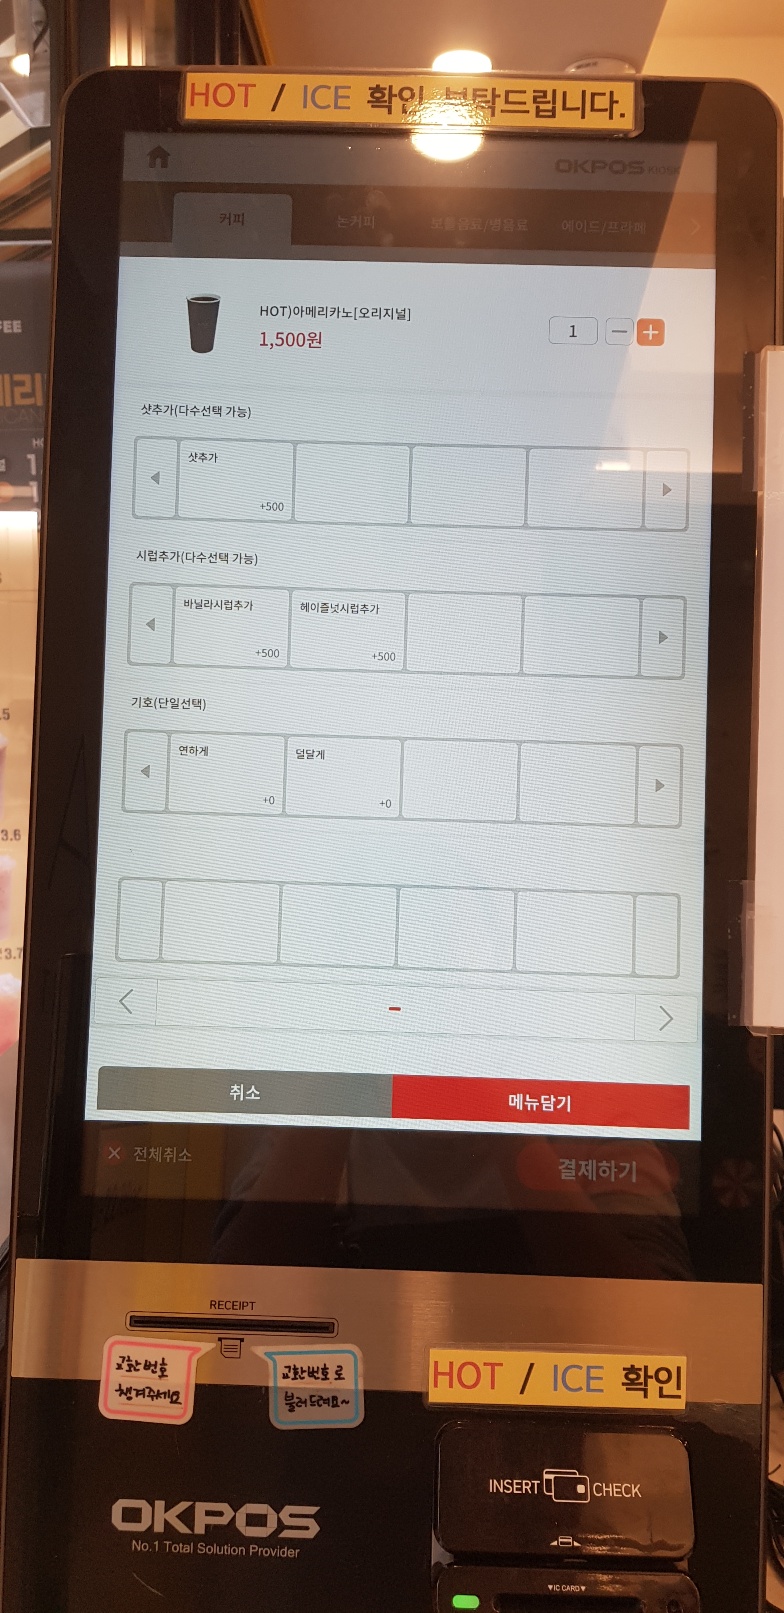 HOT / ICE 확인 부탁드립니다.
OKPOS KIOSK
커피
논커피
보틀음료/병음료
에이드/프라페
HOT)아메리카노[오리지널]
1,500원
1
샷추가(다수선택 가능)
샷추가
+500
시럽추가(다수선택 가능)
바닐라시럽추가
+500
헤이즐넛시럽추가
+500
기호(단일선택)
연하게
+0
덜달게
+0
취소
메뉴담기
전체취소
결제하기
RECEIPT
교환번호
챙겨주세요
교환번호로
불러드려요~
HOT / ICE 확인
INSERT
CHECK
OKPOS
No.1 Total Solution Provider
▼IC CARD▼
FEE
3.6
3.7